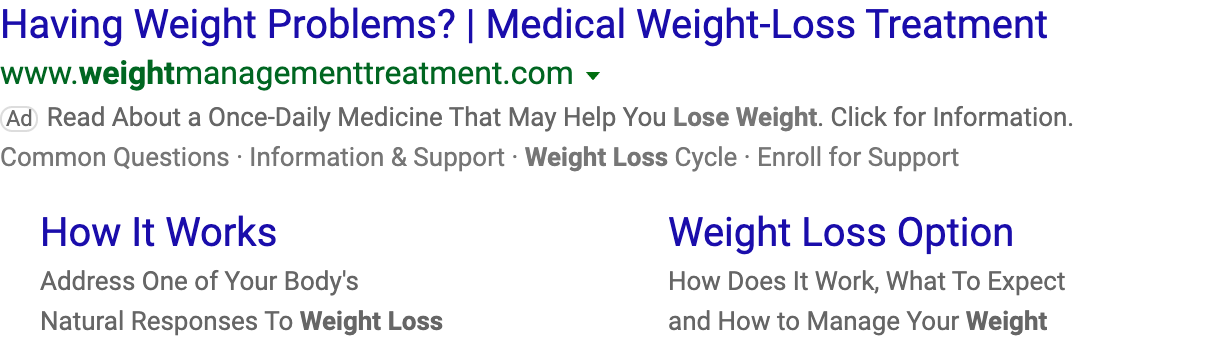 Having Weight Problems? | Medical Weight-Loss Treatment
www.weightmanagementtreatment.com
Ad Read About a Once-Daily Medicine That May Help You Lose Weight. Click for Information.
Common Questions · Information & Support · Weight Loss Cycle · Enroll for Support
How It Works
Address One of Your Body's
Natural Responses To Weight Loss
Weight Loss Option
How Does It Work, What To Expect
and How to Manage Your Weight